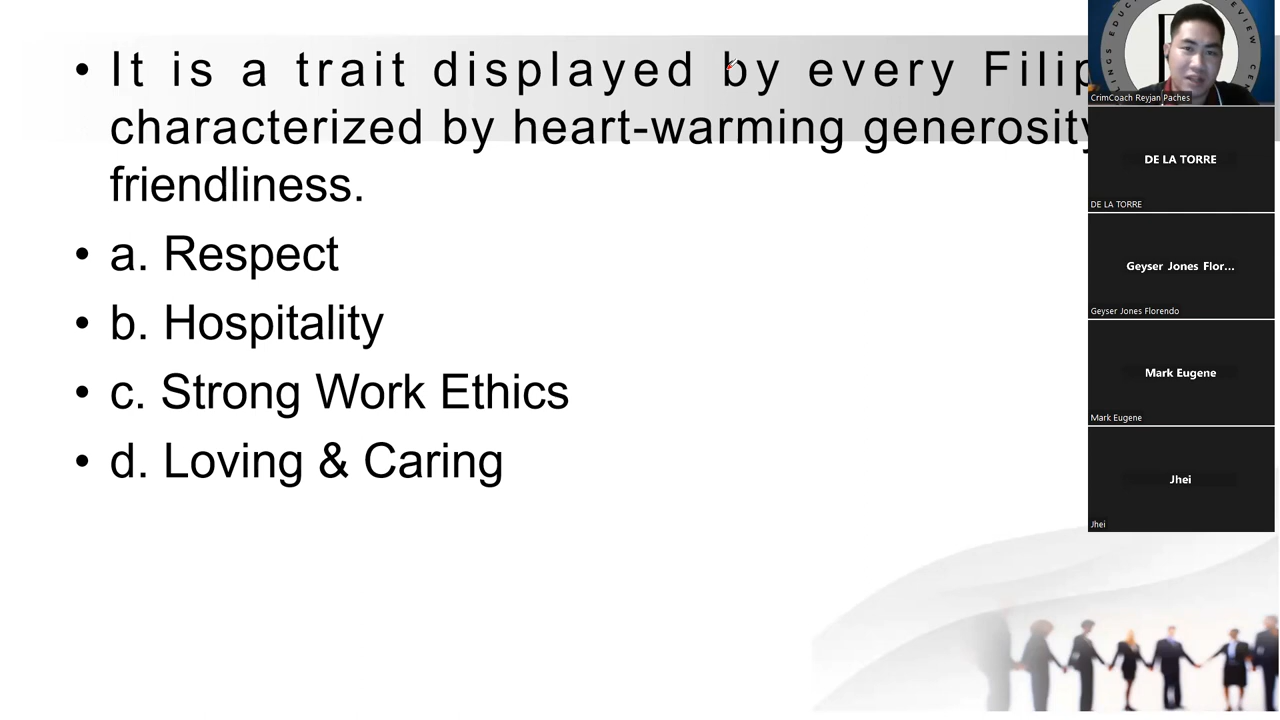 • It is a trait displayed by every Filip
characterized by heart-warming generosity
friendliness.
• a. Respect
• b. Hospitality
• c. Strong Work Ethics
• d. Loving & Caring
CrimCoach Reyjan Paches
DE LA TORRE
DE LA TORRE
Geyser Jones Flor...
Geyser Jones Florendo
Mark Eugene
Mark Eugene
Jhei
Jhei